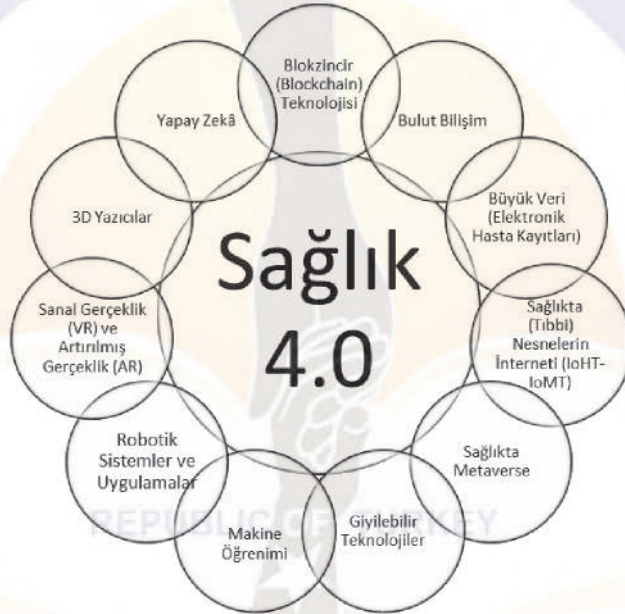 Blokzincir
(Blockchain)
Teknolojisi
Bulut Bilişim
Büyük Veri
(Elektronik
Hasta Kayıtları)
Sağlıkta
(Tıbbi)
Nesnelerin
İnterneti (IoHT-
IoMT)
Sağlıkta
Metaverse
Giyilebilir
Teknolojiler
Makine
Öğrenimi
Robotik
Sistemler ve
Uygulamalar
Sanal Gerçeklik
(VR) ve
Artırılmış
Gerçeklik (AR)
3D Yazıcılar
Yapay Zekâ
Sağlık
4.0
REPUBLIC OF TURKEY